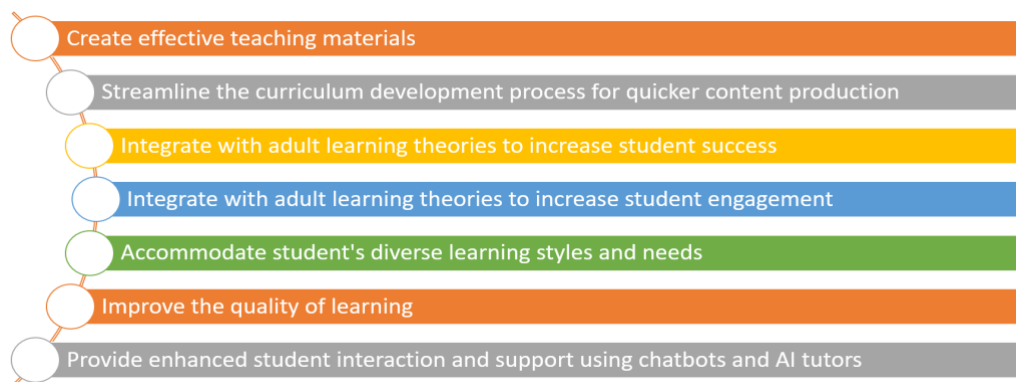 Create effective teaching materials
Streamline the curriculum development process for quicker content production
Integrate with adult learning theories to increase student success
Integrate with adult learning theories to increase student engagement
Accommodate student's diverse learning styles and needs
Improve the quality of learning
Provide enhanced student interaction and support using chatbots and AI tutors